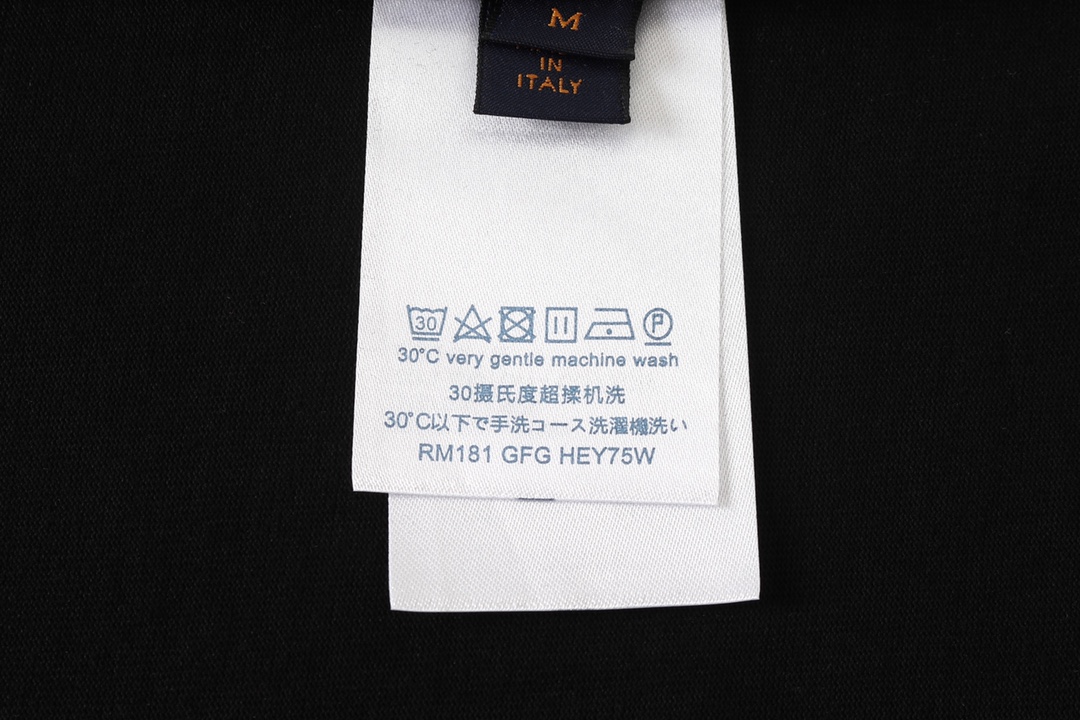 M
IN
ITALY
30 P
30°C very gentle machine wash
30摄氏度超揉机洗
30°C以下で手洗コース洗濯機洗い
RM181 GFG HEY75W